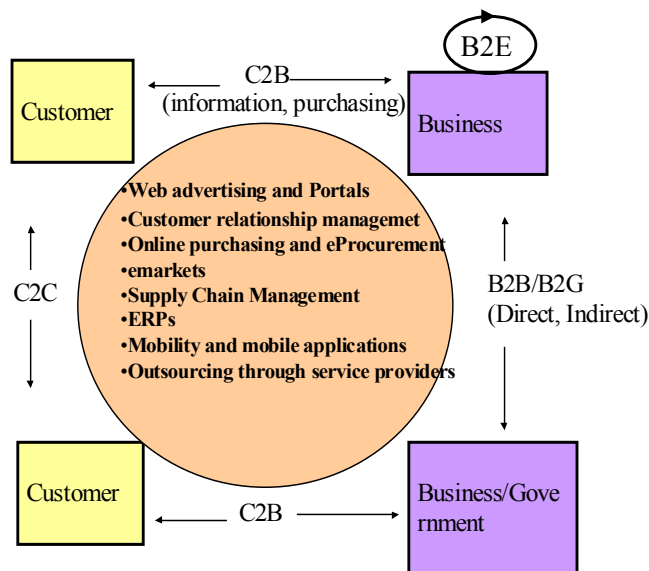 B2E
C2B
(information, purchasing)
Customer
Business
•Web advertising and Portals
•Customer relationship managemet
•Online purchasing and eProcurement
•emarkets
•Supply Chain Management
•ERPs
•Mobility and mobile applications
•Outsourcing through service providers
C2C
B2B/B2G
(Direct, Indirect)
Customer
Business/Gove
rnment
C2B